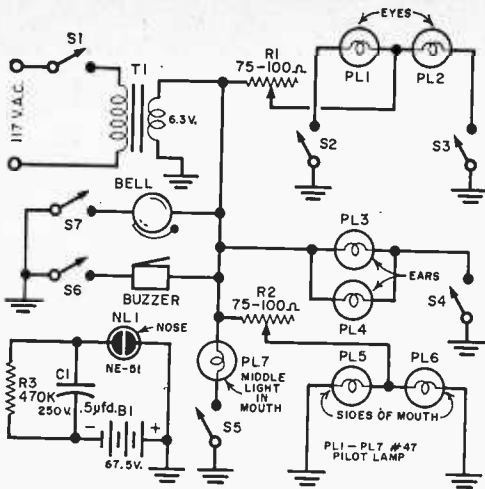 S1
117 V.A.C.
T1
6.3 V.
R1
75-100Ω
EYES
PL1
PL2
S2
S3
BELL
S7
S6
BUZZER
PL3
EARS
PL4
S4
R2
75-100Ω
NL1
NOSE
NE-51
R3
470K
C1
250V.
.5µfd.
B1
- +
67.5V.
PL7
MIDDLE
LIGHT
IN
MOUTH
S5
PL5
PL6
SIDES OF MOUTH
PL1-PL7 #47
PILOT LAMP